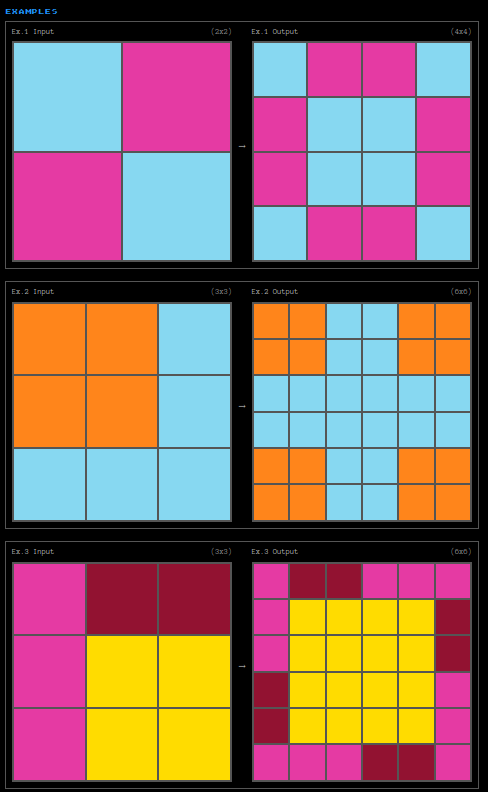 EXAMPLES
Ex.1 Input (2x2) Ex.1 Output (4x4)
→
Ex.2 Input (3x3) Ex.2 Output (6x6)
→
Ex.3 Input (3x3) Ex.3 Output (6x6)
→